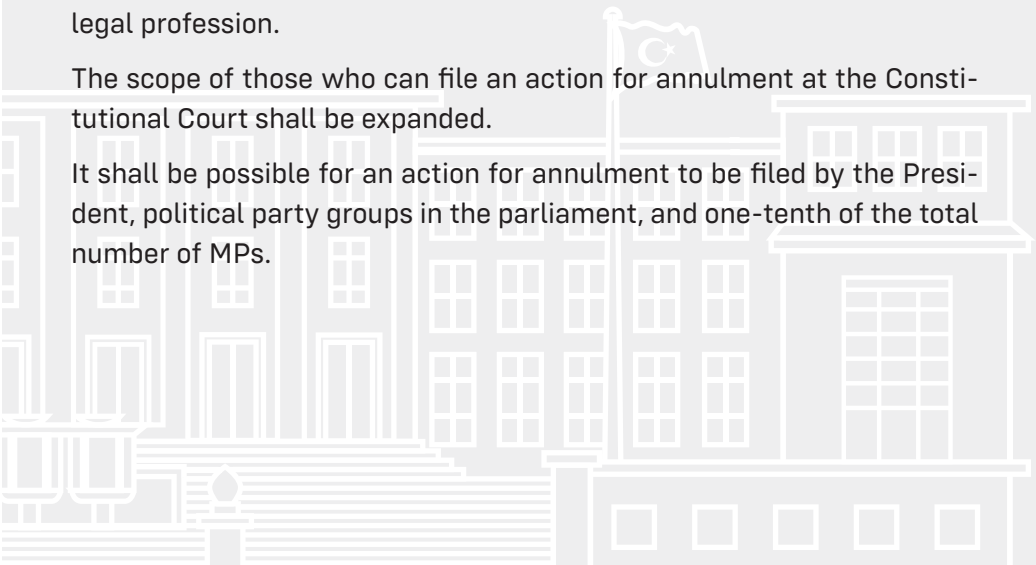 legal profession.
The scope of those who can file an action for annulment at the Consti-
tutional Court shall be expanded.
It shall be possible for an action for annulment to be filed by the Presi-
dent, political party groups in the parliament, and one-tenth of the total
number of MPs.